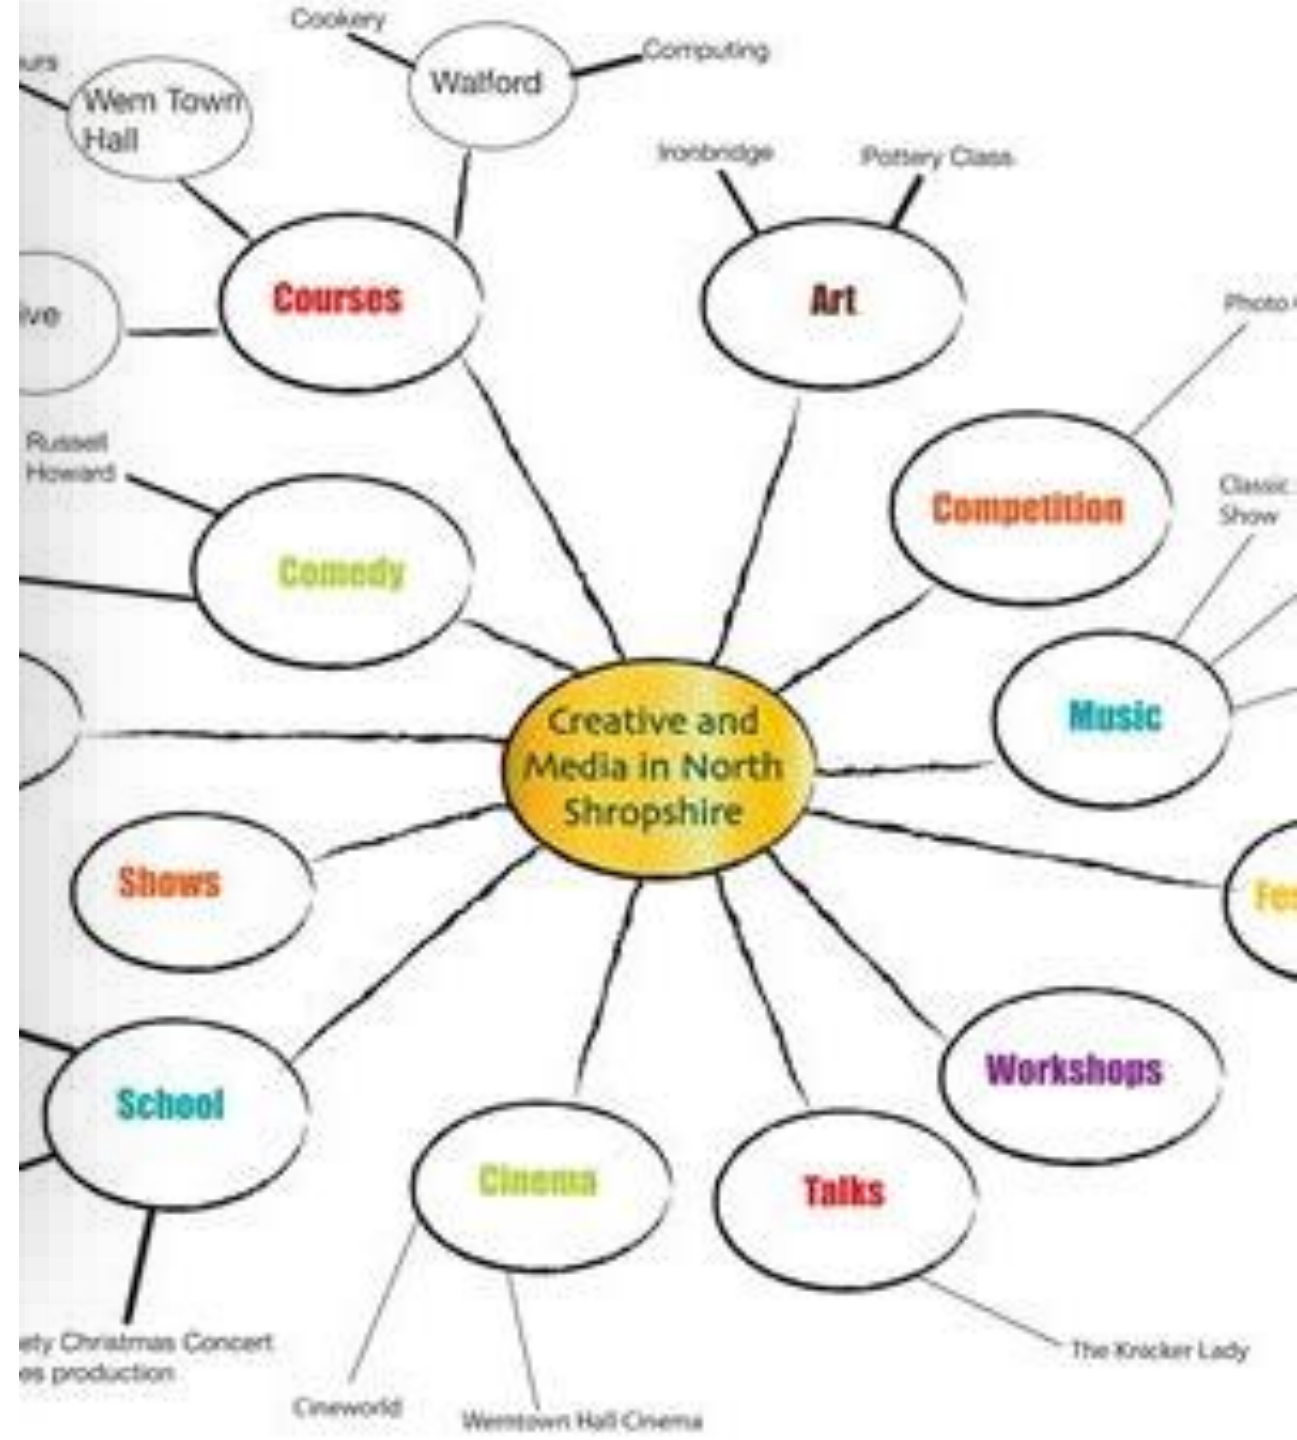 Cookery
Computing
Walford
Wem Town
Hall
Ironbridge
Pottery Class
Courses
Art
Photo
Russell
Howard
Classic
Show
Competition
Comedy
Music
Creative and
Media in North
Shropshire
Shows
School
Workshops
Cinema
Talks
Christmas Concert
production
The Knicker Lady
Cineworld
Wemtown Hall Cinema